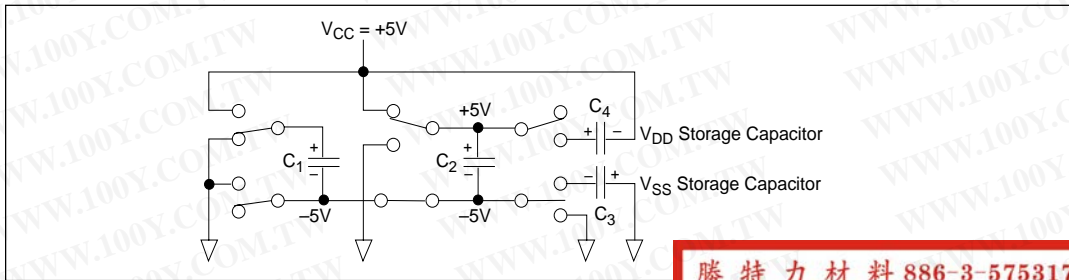 VCC = +5V
+5V
C4
+ −
VDD Storage Capacitor
+
C1
−
+
C2
−
− +
VSS Storage Capacitor
C3
–5V
–5V
WWW.100Y.COM.TW
勝 特 力 材 料 886-3-575317